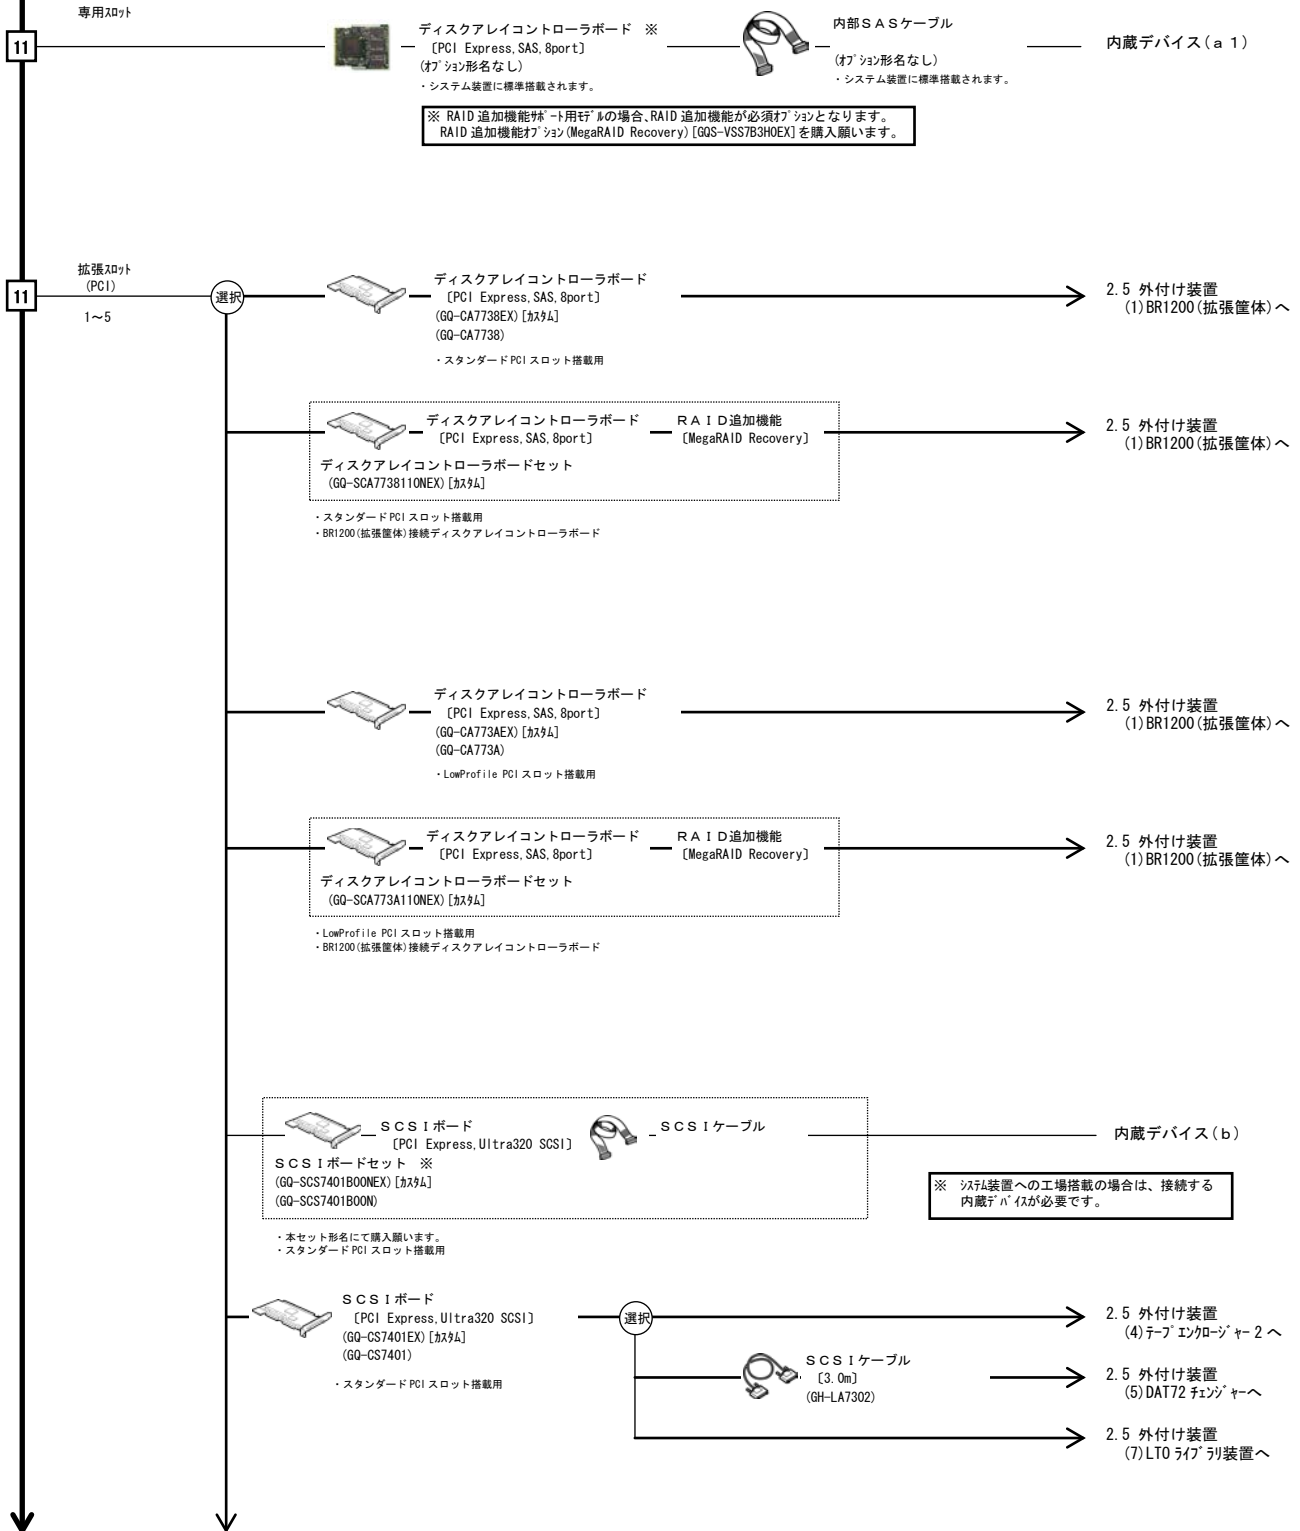 専用ｽﾛｯﾄ
11
ディスクアレイコントローラボード ※
〔PCI Express,SAS,8port〕
(ｵﾌﾟｼｮﾝ形名なし)
・システム装置に標準搭載されます。
内部ＳＡＳケーブル
(ｵﾌﾟｼｮﾝ形名なし)
・システム装置に標準搭載されます。
内蔵デバイス(ａ１)
※ RAID 追加機能ｻﾎﾟｰﾄ用ﾓﾃﾞﾙの場合、RAID 追加機能が必須ｵﾌﾟｼｮﾝとなります。
RAID 追加機能ｵﾌﾟｼｮﾝ(MegaRAID Recovery)[GQS-VSS7B3H0EX]を購入願います。
拡張ｽﾛｯﾄ
(PCI)
11
1～5
選択
ディスクアレイコントローラボード
〔PCI Express,SAS,8port〕
(GQ-CA7738EX)[ｶｽﾀﾑ]
(GQ-CA7738)
・スタンダード PCI スロット搭載用
2.5 外付け装置
(1)BR1200(拡張筐体)へ
ディスクアレイコントローラボード
〔PCI Express,SAS,8port〕
ＲＡＩＤ追加機能
〔MegaRAID Recovery〕
ディスクアレイコントローラボードセット
(GQ-SCA7738110NEX)[ｶｽﾀﾑ]
2.5 外付け装置
(1)BR1200(拡張筐体)へ
・スタンダード PCI スロット搭載用
・BR1200(拡張筐体)接続ディスクアレイコントローラボード
ディスクアレイコントローラボード
〔PCI Express,SAS,8port〕
(GQ-CA773AEX)[ｶｽﾀﾑ]
(GQ-CA773A)
・LowProfile PCI スロット搭載用
2.5 外付け装置
(1)BR1200(拡張筐体)へ
ディスクアレイコントローラボード
〔PCI Express,SAS,8port〕
ＲＡＩＤ追加機能
〔MegaRAID Recovery〕
ディスクアレイコントローラボードセット
(GQ-SCA773A110NEX)[ｶｽﾀﾑ]
2.5 外付け装置
(1)BR1200(拡張筐体)へ
・LowProfile PCI スロット搭載用
・BR1200(拡張筐体)接続ディスクアレイコントローラボード
ＳＣＳＩボード
〔PCI Express,Ultra320 SCSI〕
ＳＣＳＩケーブル
ＳＣＳＩボードセット ※
(GQ-SCS7401B00NEX)[ｶｽﾀﾑ]
(GQ-SCS7401B00N)
内蔵デバイス(ｂ)
※ ｼｽﾃﾑ装置への工場搭載の場合は、接続する
内蔵ﾃﾞﾊﾞｲｽが必要です。
・本セット形名にて購入願います。
・スタンダード PCI スロット搭載用
ＳＣＳＩボード
〔PCI Express,Ultra320 SCSI〕
(GQ-CS7401EX)[ｶｽﾀﾑ]
(GQ-CS7401)
・スタンダード PCI スロット搭載用
選択
2.5 外付け装置
(4)ﾃｰﾌﾟｴﾝｸﾛｰｼﾞｬｰ 2 へ
ＳＣＳＩケーブル
〔3.0m〕
(GH-LA7302)
2.5 外付け装置
(5)DAT72 ﾁｪﾝｼﾞｬｰへ
2.5 外付け装置
(7)LTO ﾗｲﾌﾞﾗﾘ装置へ